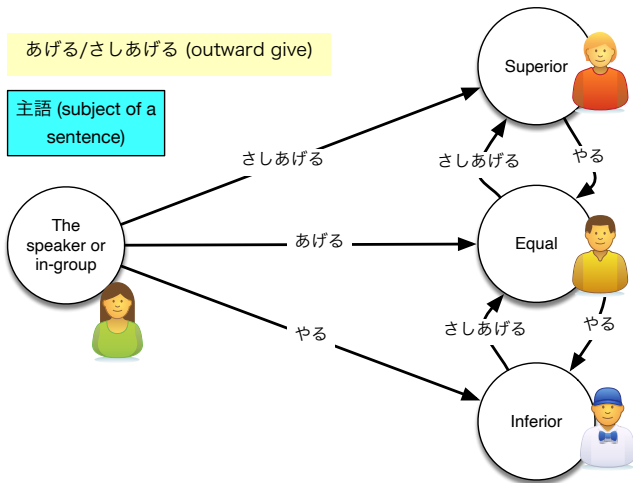 あげる/さしあげる (outward give)
主語 (subject of a
sentence)
Superior
さしあげる
さしあげる
やる
The
speaker or
in-group
あげる
Equal
やる
さしあげる
やる
Inferior